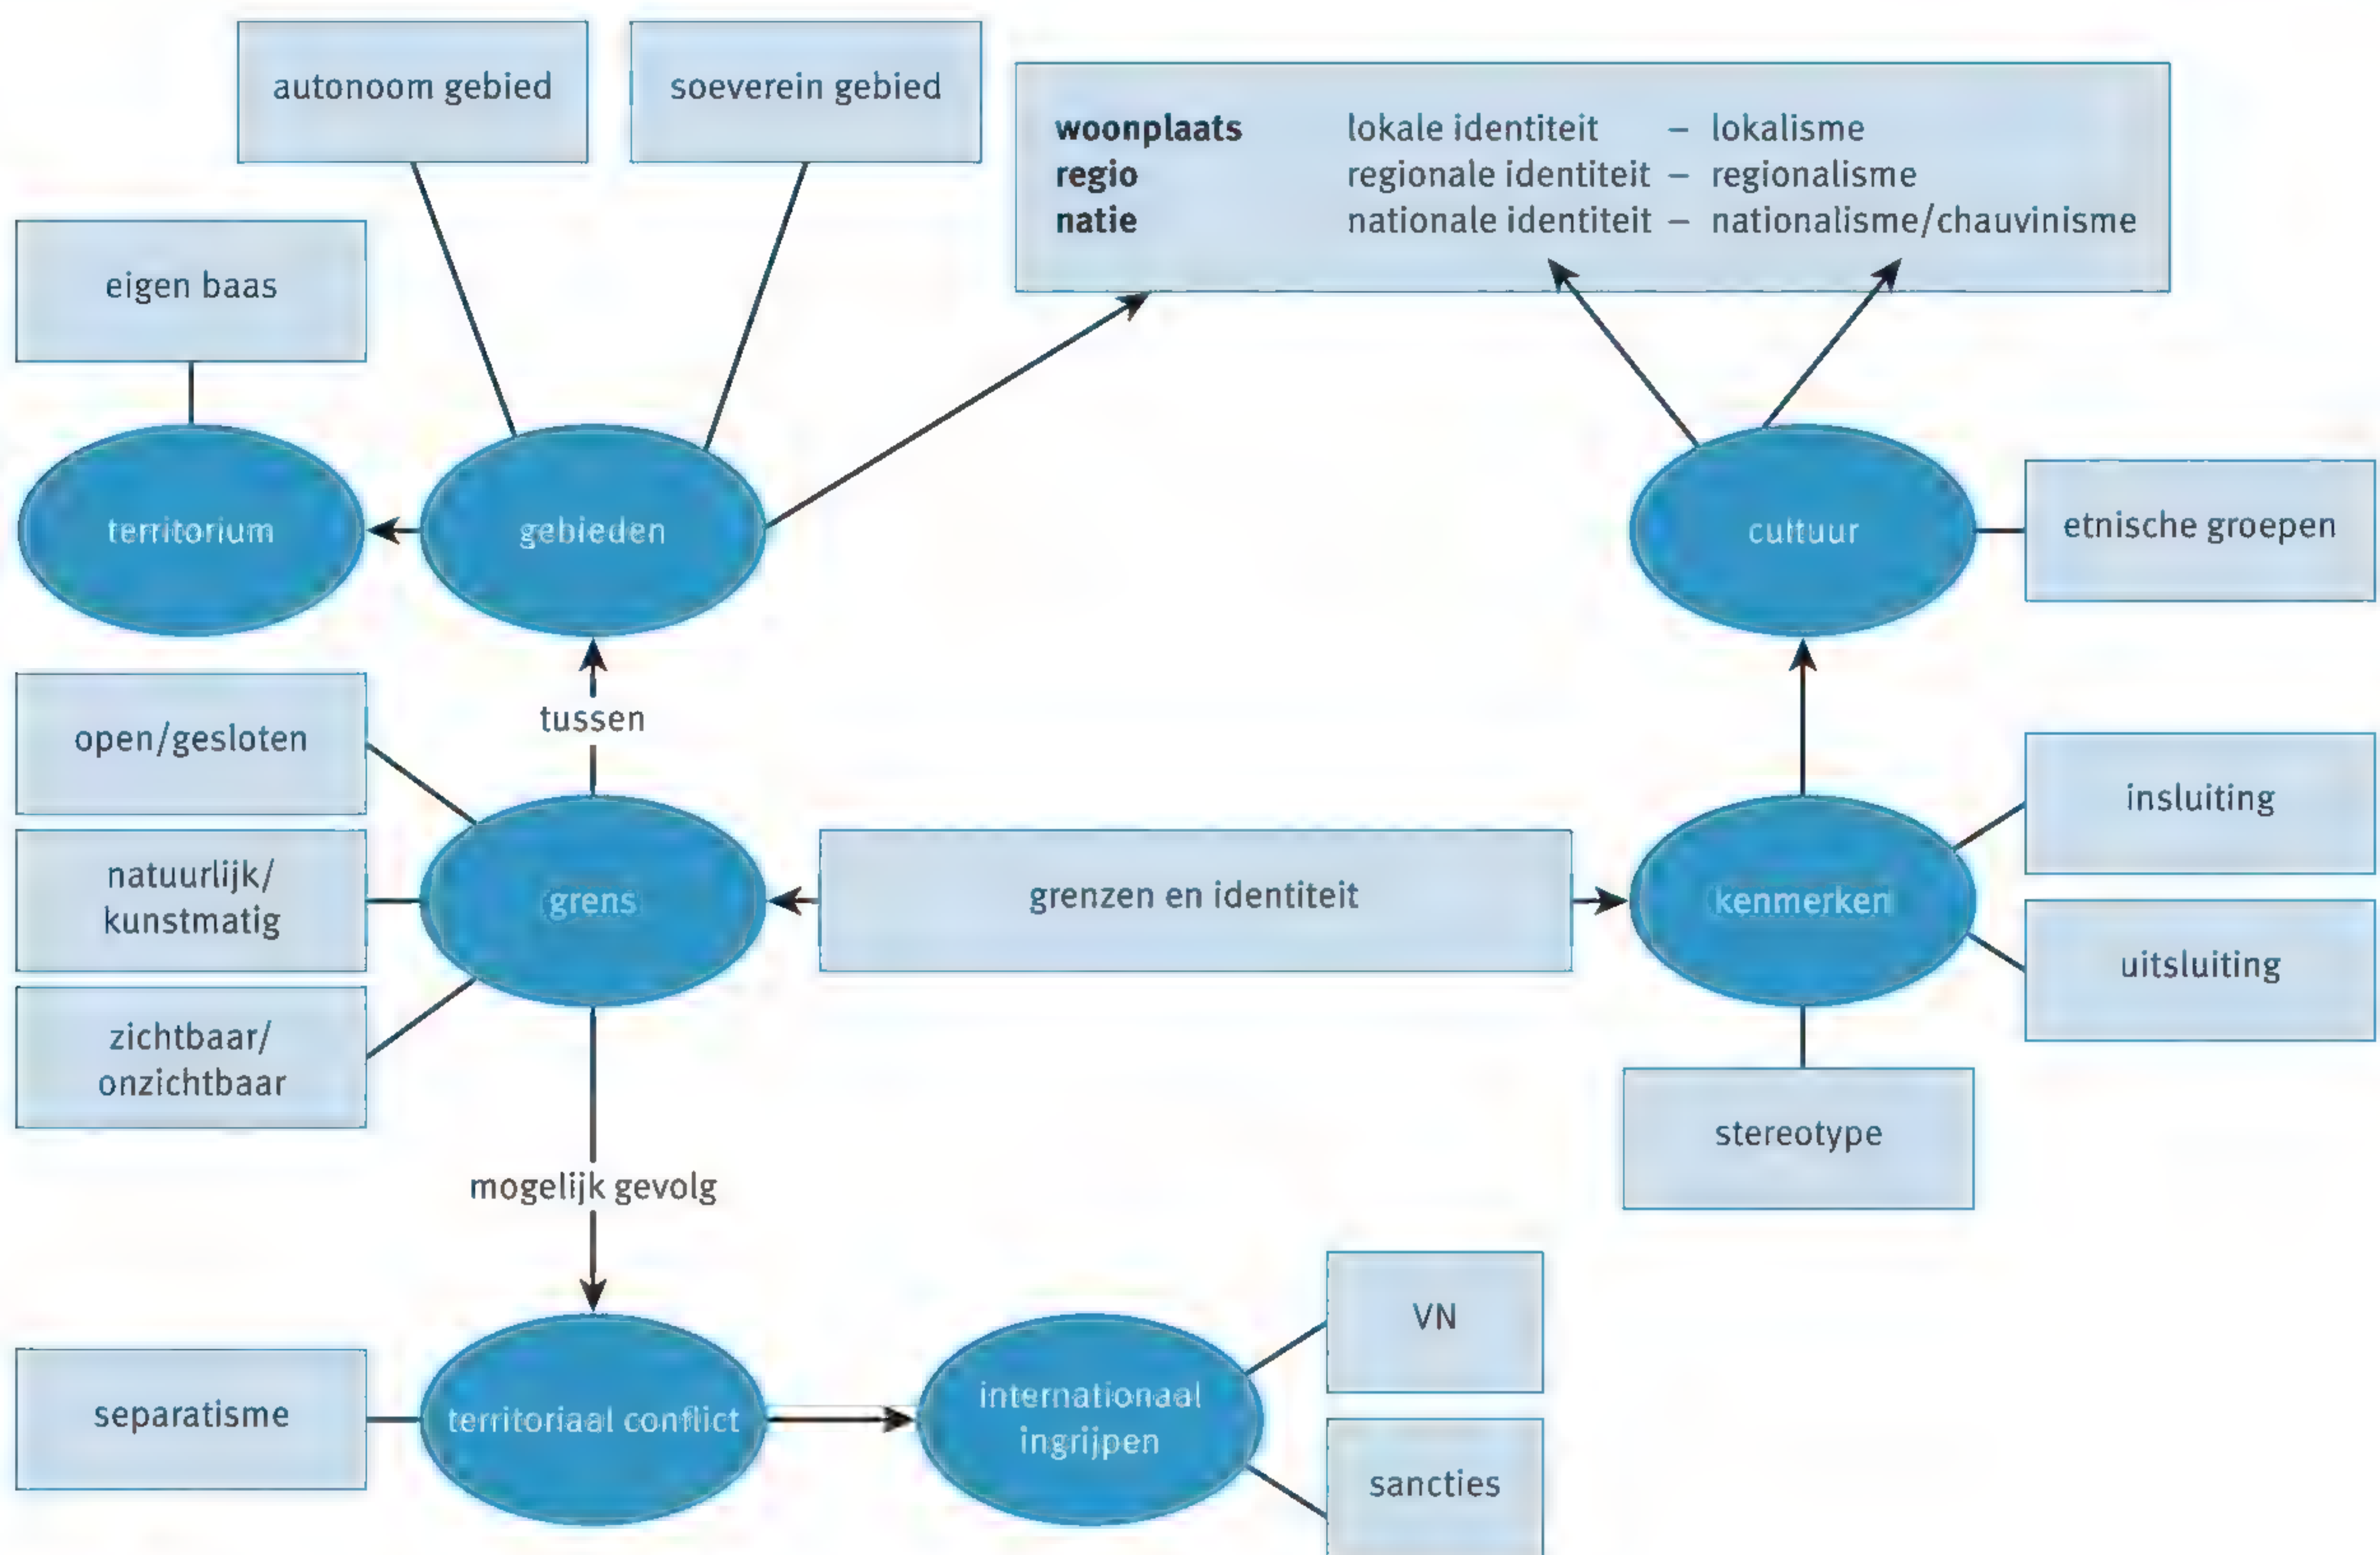 autonoom gebied
soeverein gebied
woonplaats lokale identiteit – lokalisme
regio regionale identiteit – regionalisme
natie nationale identiteit – nationalisme/chauvinisme
eigen baas
territorium
gebieden
cultuur
etnische groepen
tussen
open/gesloten
natuurlijk/
kunstmatig
zichtbaar/
onzichtbaar
grens
grenzen en identiteit
kenmerken
insluiting
uitsluiting
stereotype
mogelijk gevolg
separatisme
territoriaal conflict
internationaal
ingrijpen
VN
sancties